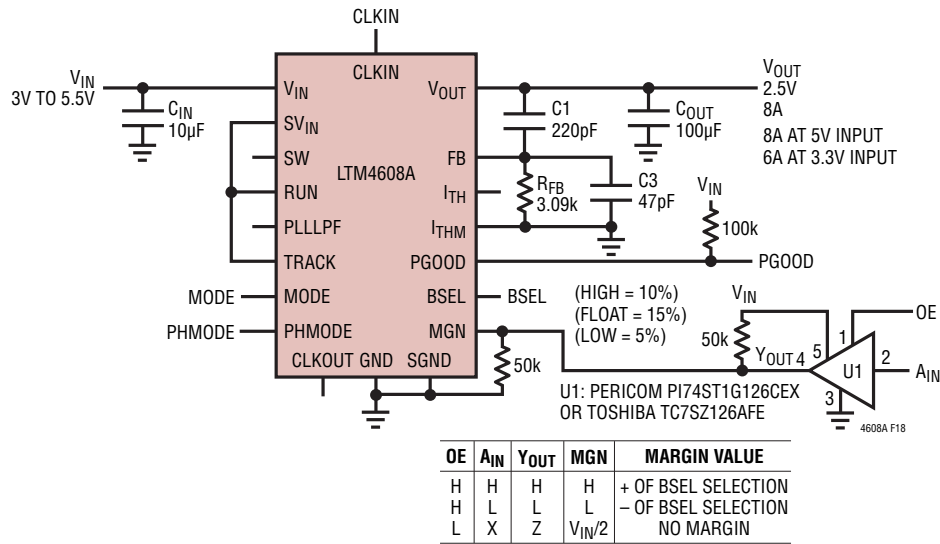 CLKIN
CLKIN
VIN
3V TO 5.5V
CIN
10µF
VIN
SVIN
SW
RUN
PLLLPF
TRACK
MODE
MODE
PHMODE
PHMODE
LTM4608A
VOUT
FB
ITH
ITHM
PGOOD
BSEL
MGN
CLKOUT GND SGND
C1
220pF
COUT
100µF
VOUT
2.5V
8A
8A AT 5V INPUT
6A AT 3.3V INPUT
RFB
3.09k
C3
47pF
VIN
100k
PGOOD
BSEL
(HIGH = 10%)
(FLOAT = 15%)
(LOW = 5%)
50k
VIN
50k
YOUT 4
5
1
OE
2
AIN
U1
3
U1: PERICOM PI74ST1G126CEX
OR TOSHIBA TC7SZ126AFE
4608A F18
OE AIN YOUT MGN MARGIN VALUE
H H H H + OF BSEL SELECTION
H L L L – OF BSEL SELECTION
L X Z VIN/2 NO MARGIN